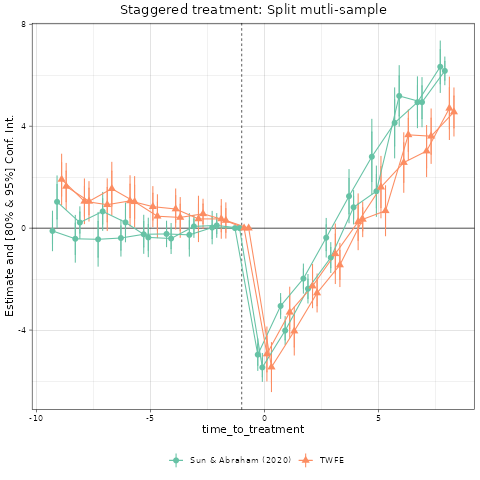 Staggered treatment: Split mutli-sample
Estimate and [80% & 95%] Conf. Int.
8
4
0
-4
-10
-5
0
5
time_to_treatment
Sun & Abraham (2020)
TWFE